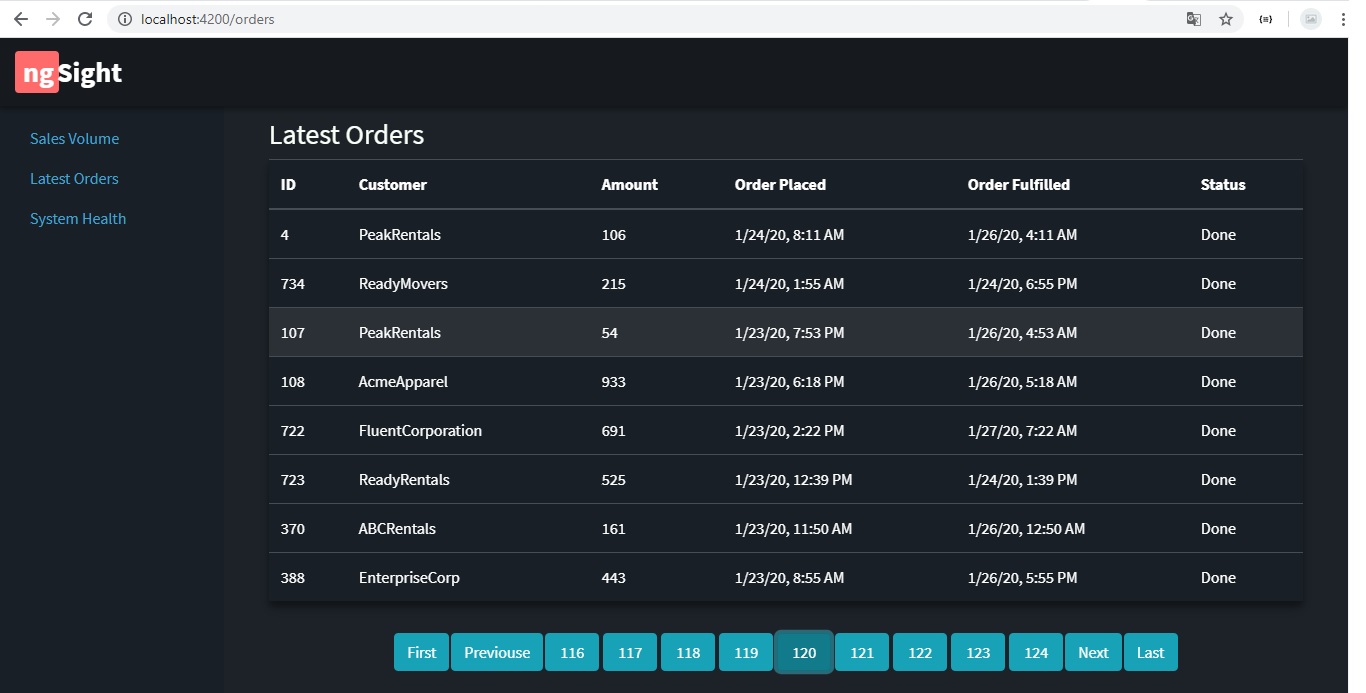 localhost:4200/orders
ngSight
Sales Volume
Latest Orders
System Health
Latest Orders
ID Customer Amount Order Placed Order Fulfilled Status
4 PeakRentals 106 1/24/20, 8:11 AM 1/26/20, 4:11 AM Done
734 ReadyMovers 215 1/24/20, 1:55 AM 1/24/20, 6:55 PM Done
107 PeakRentals 54 1/23/20, 7:53 PM 1/26/20, 4:53 AM Done
108 AcmeApparel 933 1/23/20, 6:18 PM 1/26/20, 5:18 AM Done
722 FluentCorporation 691 1/23/20, 2:22 PM 1/27/20, 7:22 AM Done
723 ReadyRentals 525 1/23/20, 12:39 PM 1/24/20, 1:39 PM Done
370 ABCRentals 161 1/23/20, 11:50 AM 1/26/20, 12:50 AM Done
388 EnterpriseCorp 443 1/23/20, 8:55 AM 1/26/20, 5:55 PM Done
First Previouse 116 117 118 119 120 121 122 123 124 Next Last